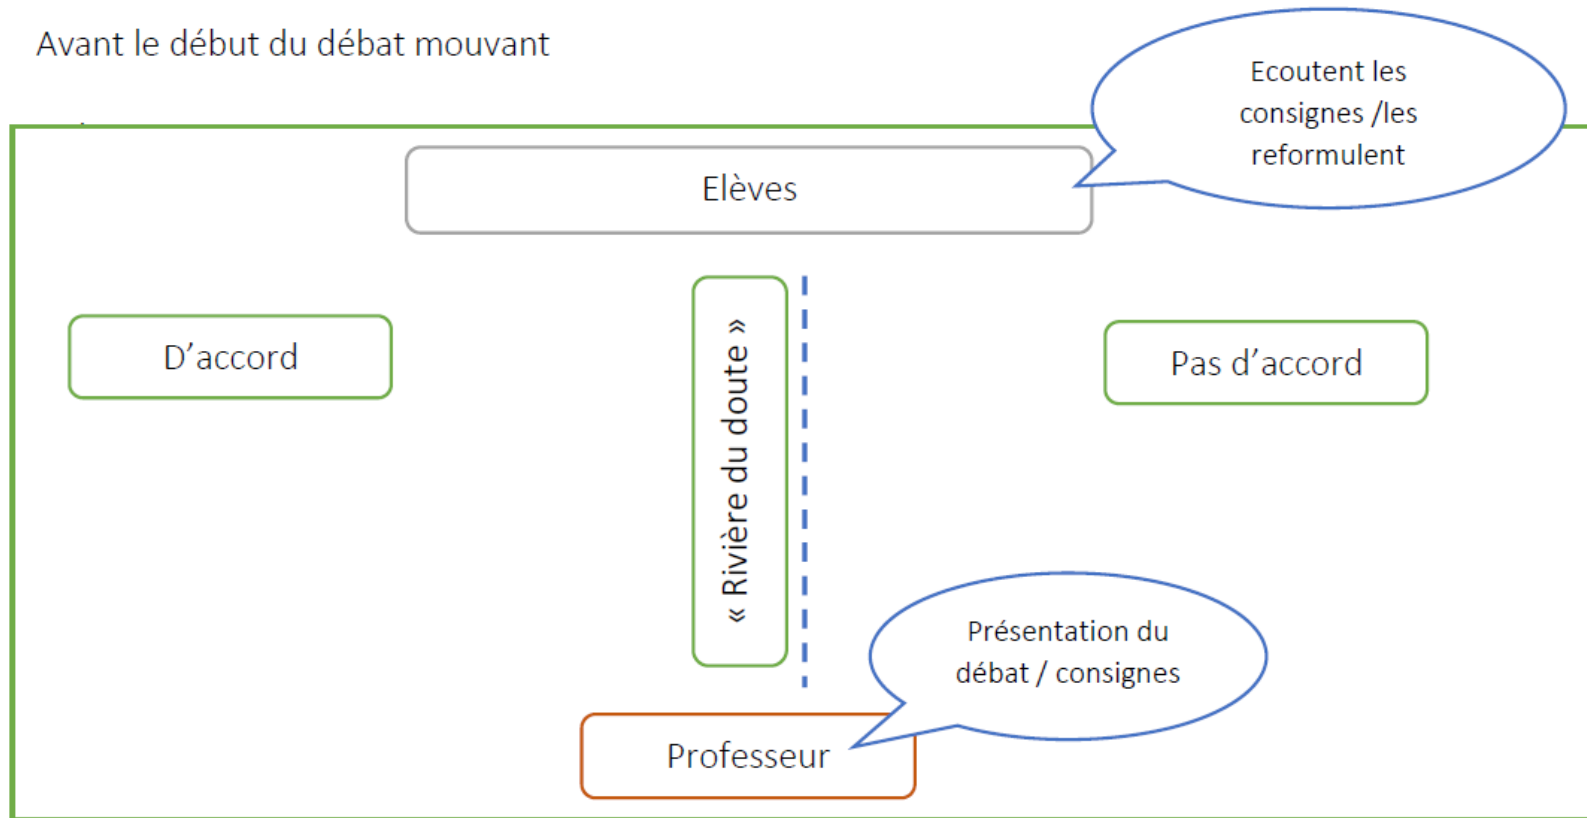 Avant le début du débat mouvant
Ecoutent les
consignes /les
reformulent
Elèves
D'accord
« Rivière du doute »
Pas d'accord
Présentation du
débat / consignes
Professeur